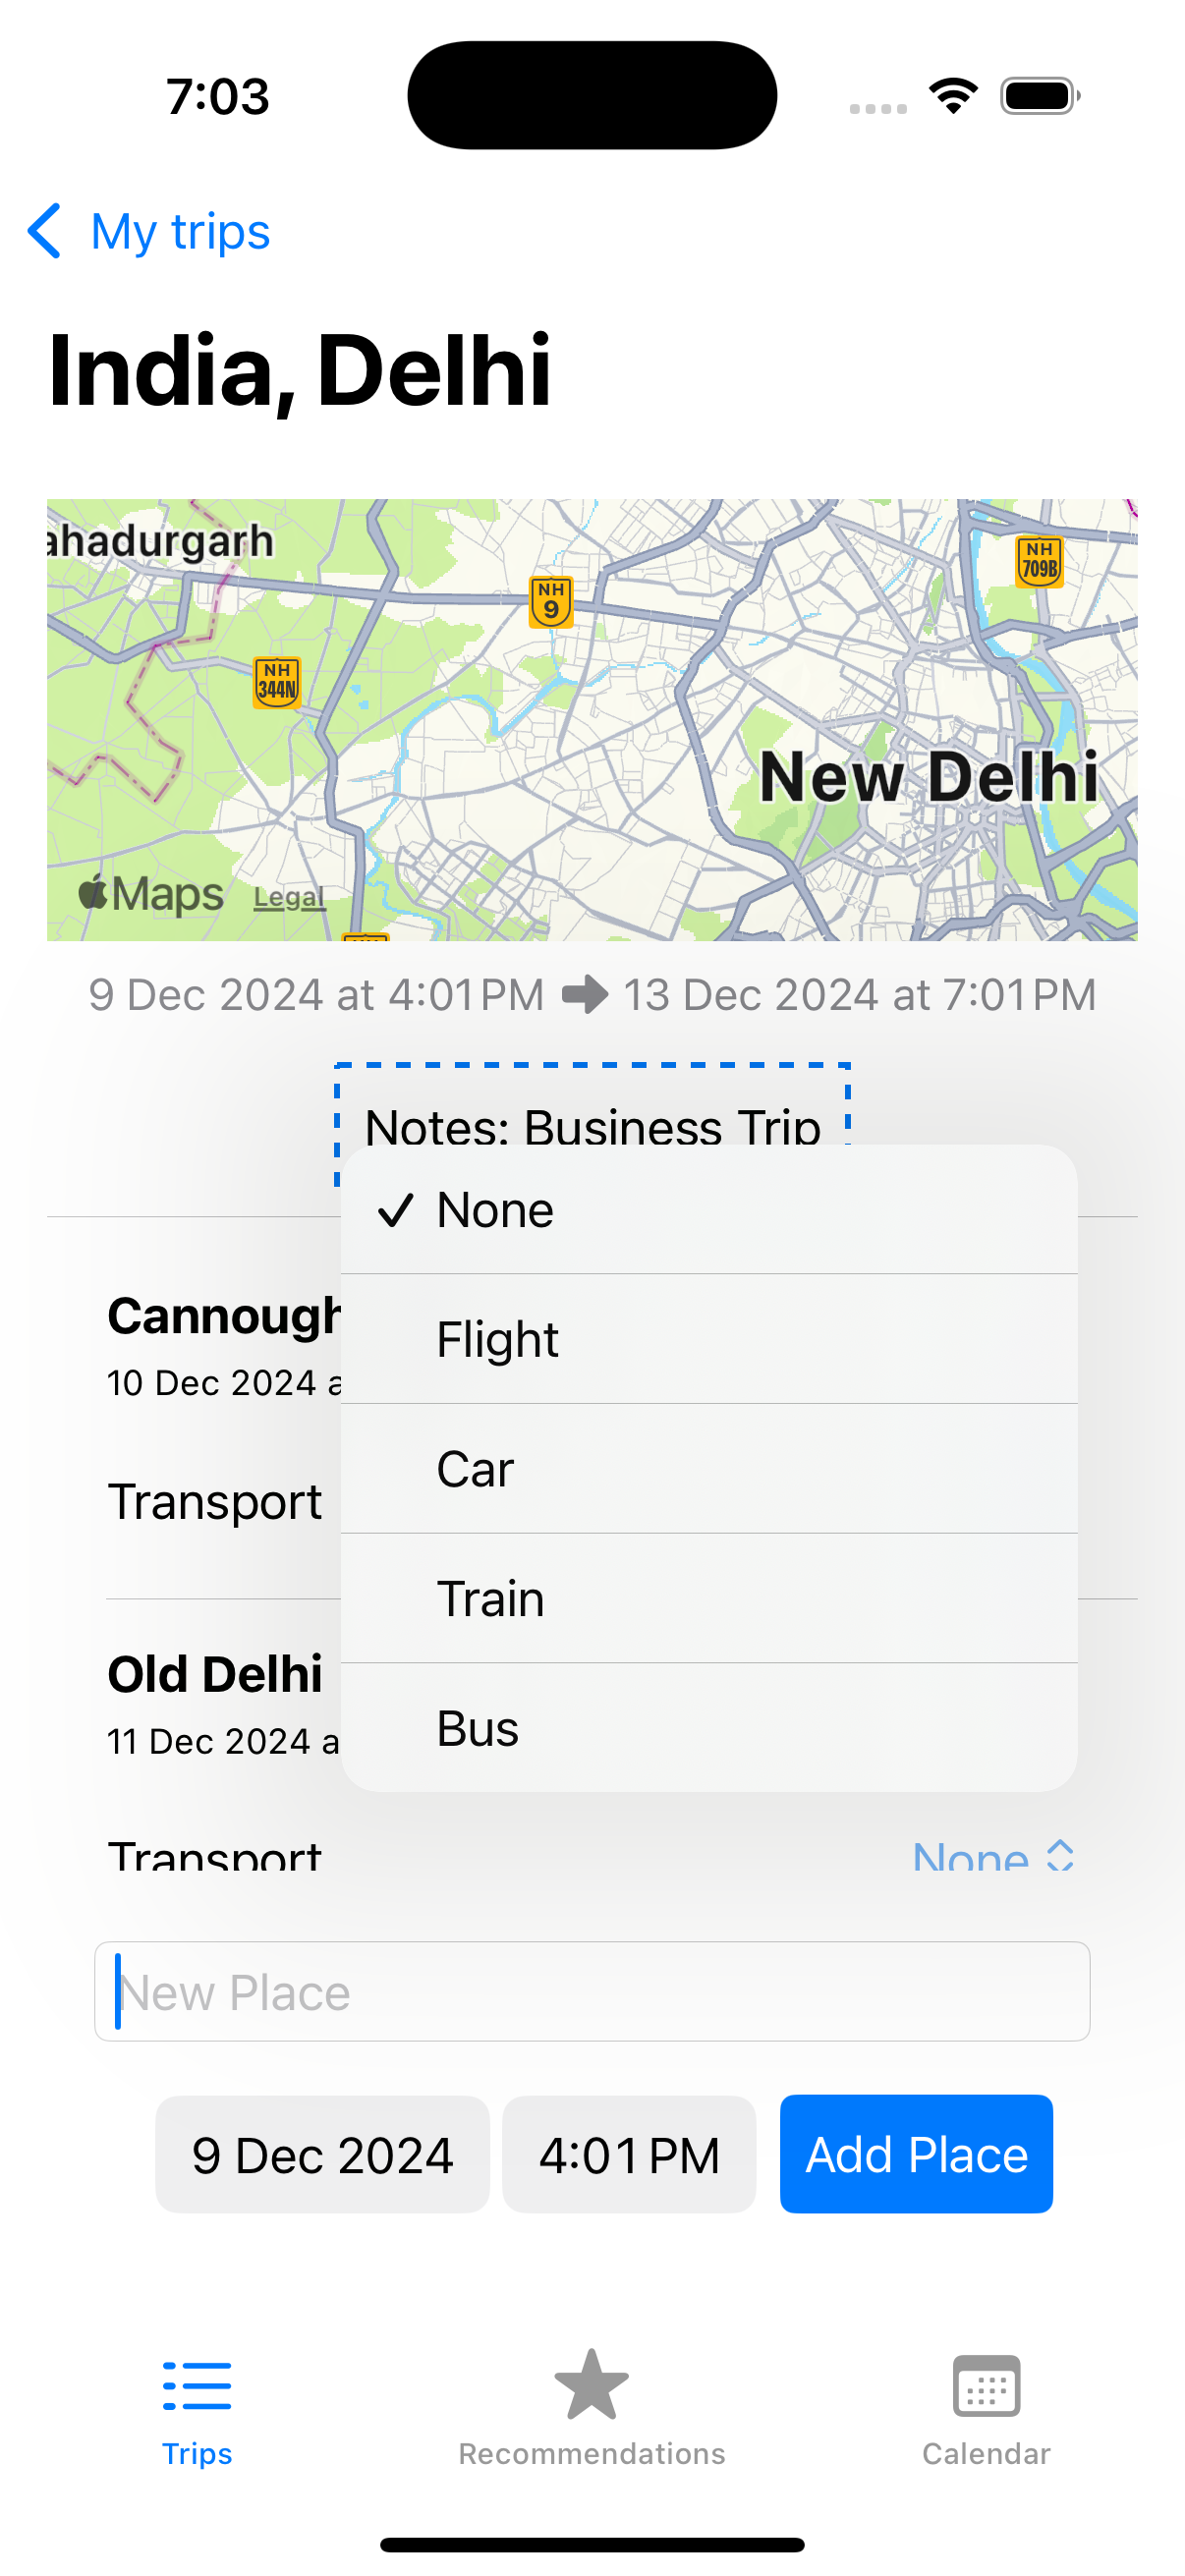 7:03
My trips
India, Delhi
ahadurgarh
NH
709B
NH
9
NH
344N
New Delhi
Maps Legal
9 Dec 2024 at 4:01 PM 13 Dec 2024 at 7:01 PM
Notes: Business Trip
None
Flight
Car
Train
Bus
Cannough
10 Dec 2024 a
Transport
Old Delhi
11 Dec 2024 a
Transport None
New Place
9 Dec 2024 4:01 PM Add Place
Trips Recommendations Calendar